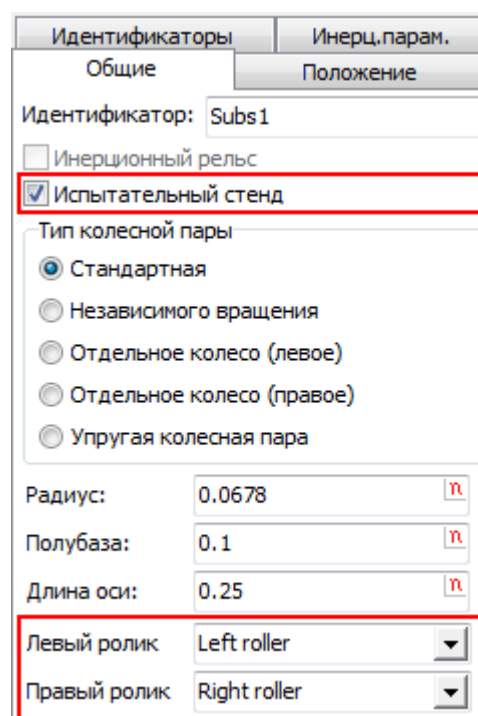 Идентификаторы Инерц.парам.
Общие Положение
Идентификатор: Subs1
Инерционный рельс
Испытательный стенд
Тип колесной пары
Стандартная
Независимого вращения
Отдельное колесо (левое)
Отдельное колесо (правое)
Упругая колесная пара
Радиус: 0.0678 n
Полубаза: 0.1 n
Длина оси: 0.25 n
Левый ролик Left roller
Правый ролик Right roller